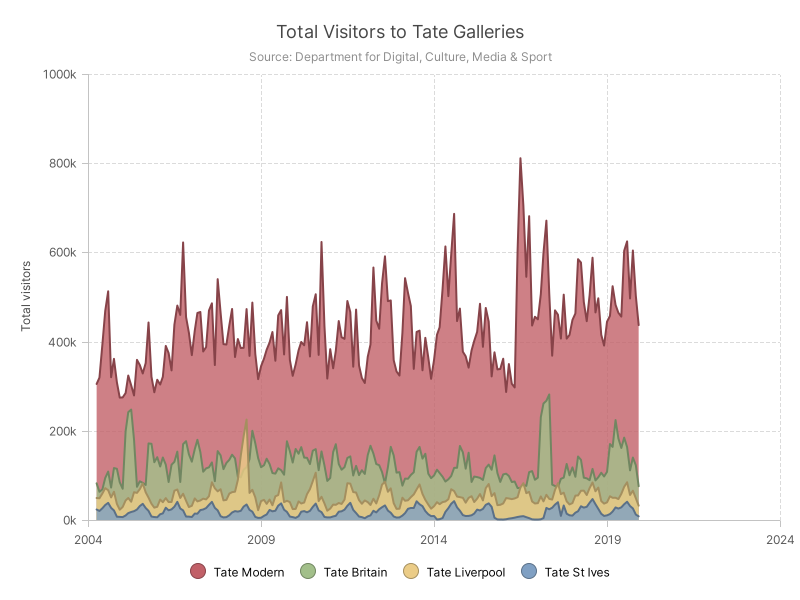 Total Visitors to Tate Galleries
Source: Department for Digital, Culture, Media & Sport
1000k
800k
600k
400k
200k
0k
Total visitors
2004
2009
2014
2019
2024
Tate Modern
Tate Britain
Tate Liverpool
Tate St Ives